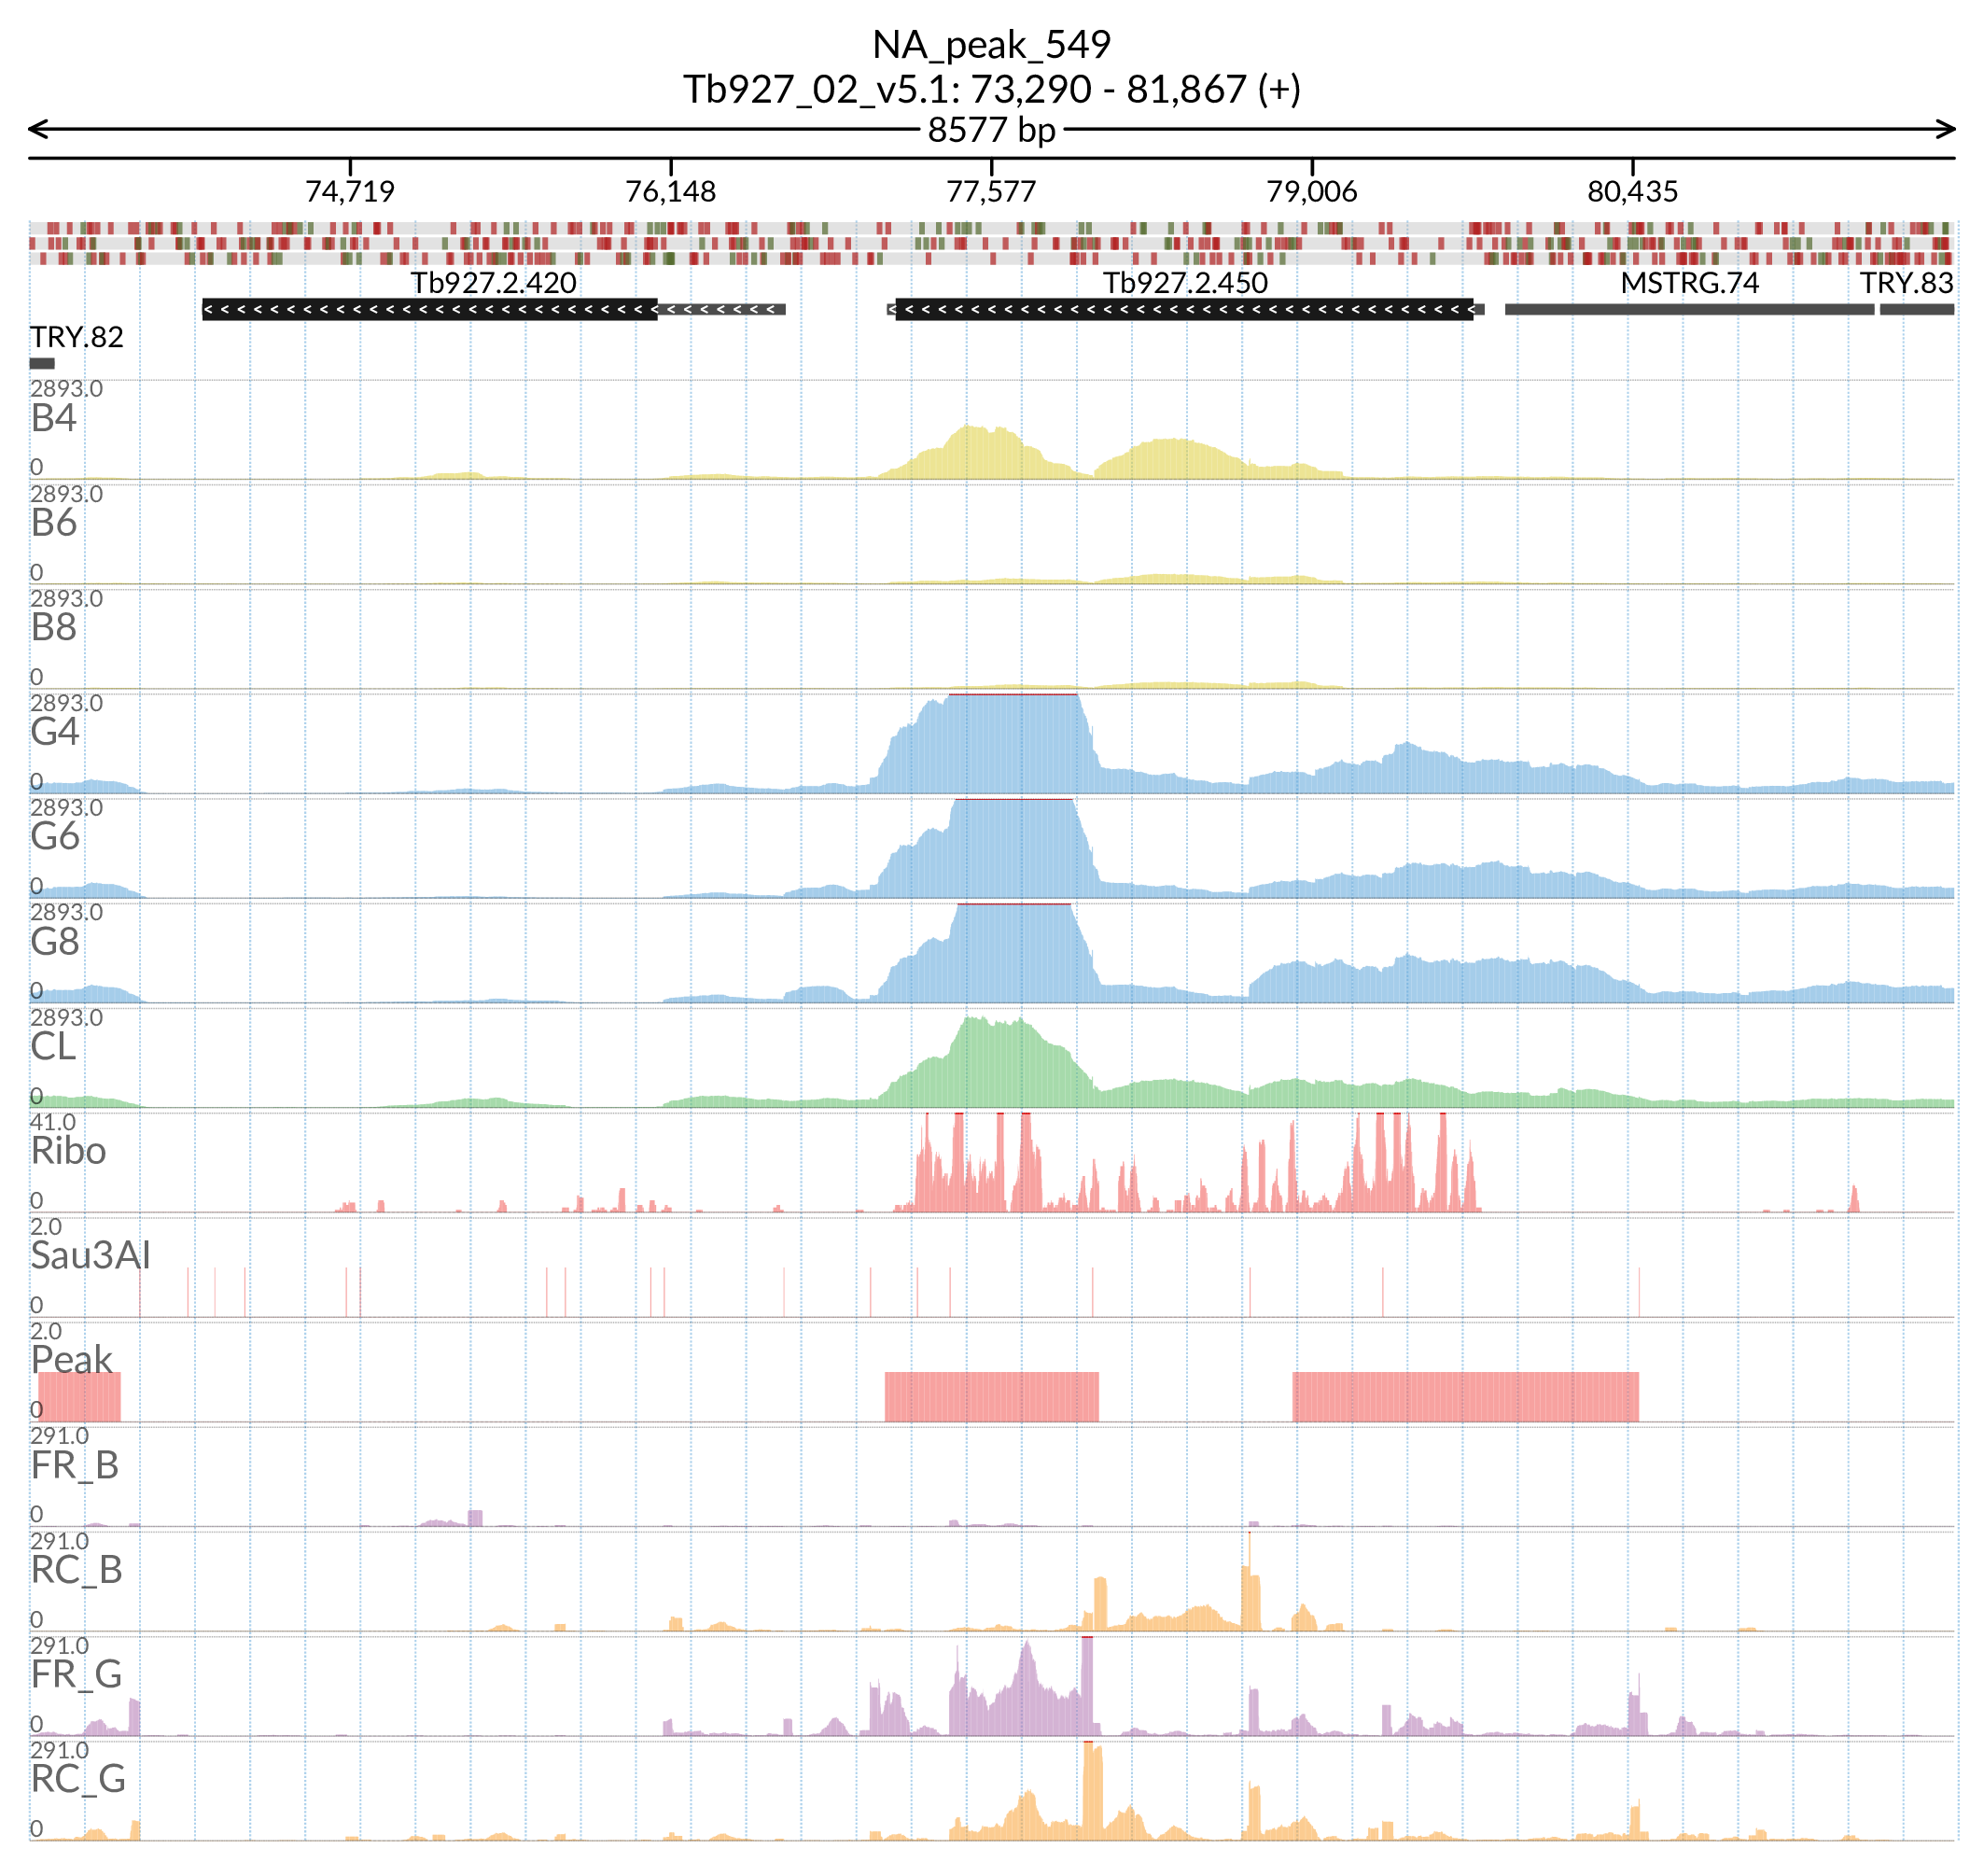 NA_peak_549
Tb927_02_v5.1: 73,290 - 81,867 (+)
8577 bp
74,719 76,148 77,577 79,006 80,435
Tb927.2.420 Tb927.2.450 MSTRG.74 TRY.83
TRY.82
2893.0
B4
0
2893.0
B6
0
2893.0
B8
0
2893.0
G4
0
2893.0
G6
0
2893.0
G8
0
2893.0
CL
0
41.0
Ribo
0
2.0
Sau3AI
0
2.0
Peak
0
291.0
FR_B
0
291.0
RC_B
0
291.0
FR_G
0
291.0
RC_G
0